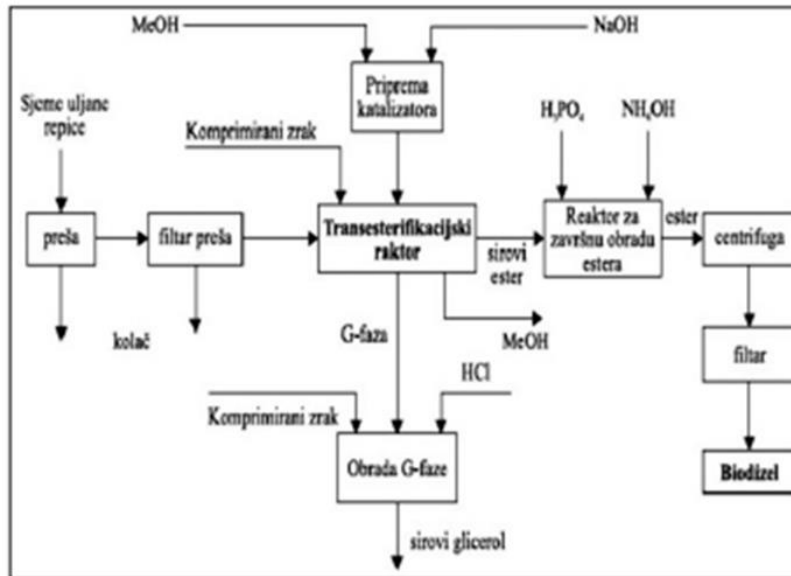 MeOH
NaOH
Priprema
katalizatora
Sjeme uljane
repice
Komprimirani zrak
H₃PO₄
NH₄OH
preša
filtar preša
Transesterifikacijski
raktor
sirovi
ester
Reaktor za
završnu obradu
estera
ester
centrifuga
kolač
G-faza
MeOH
filtar
HCl
Komprimirani zrak
Obrada G-faze
Biodizel
sirovi glicerol